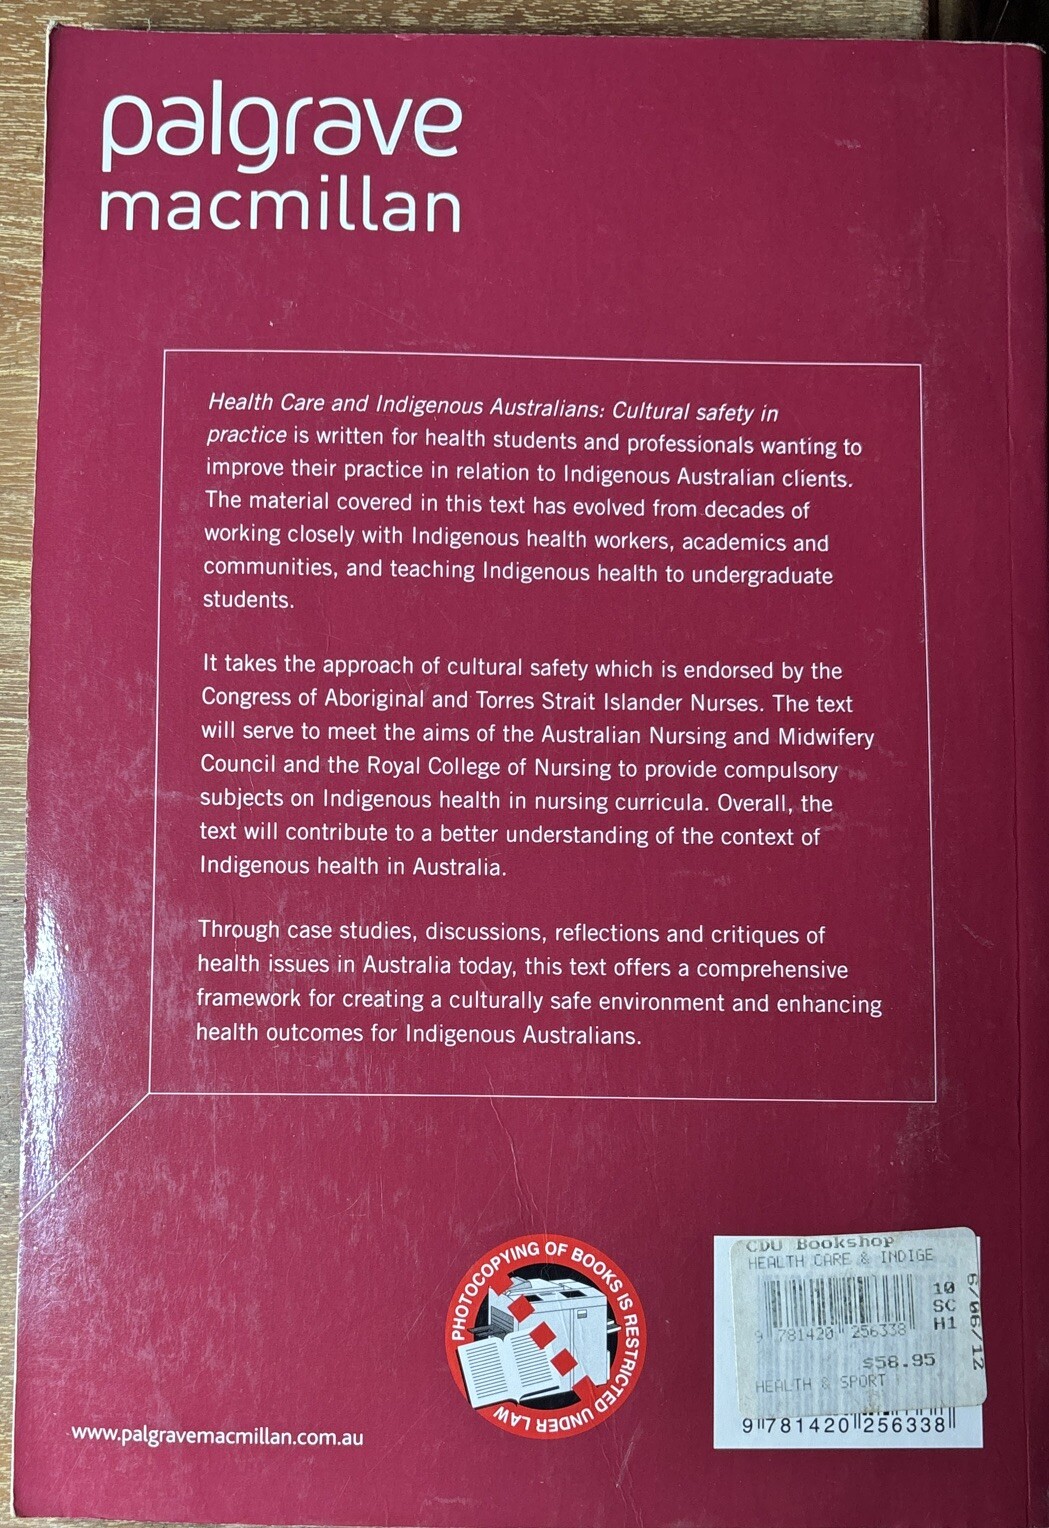 palgrave
macmillan
Health Care and Indigenous Australians: Cultural safety in
practice is written for health students and professionals wanting to
improve their practice in relation to Indigenous Australian clients.
The material covered in this text has evolved from decades of
working closely with Indigenous health workers, academics and
communities, and teaching Indigenous health to undergraduate
students.
It takes the approach of cultural safety which is endorsed by the
Congress of Aboriginal and Torres Strait Islander Nurses. The text
will serve to meet the aims of the Australian Nursing and Midwifery
Council and the Royal College of Nursing to provide compulsory
subjects on Indigenous health in nursing curricula. Overall, the
text will contribute to a better understanding of the context of
Indigenous health in Australia.
Through case studies, discussions, reflections and critiques of
health issues in Australia today, this text offers a comprehensive
framework for creating a culturally safe environment and enhancing
health outcomes for Indigenous Australians.
PHOTOCOPYING OF BOOKS IS RESTRICTED UNDER LAW
www.palgravemacmillan.com.au
CDU Bookshop
HEALTH CARE & INDIGE
10
SC
H1
6/06/12
9 781420 256338
$58.95
HEALTH & SPORT
9 781420 256338